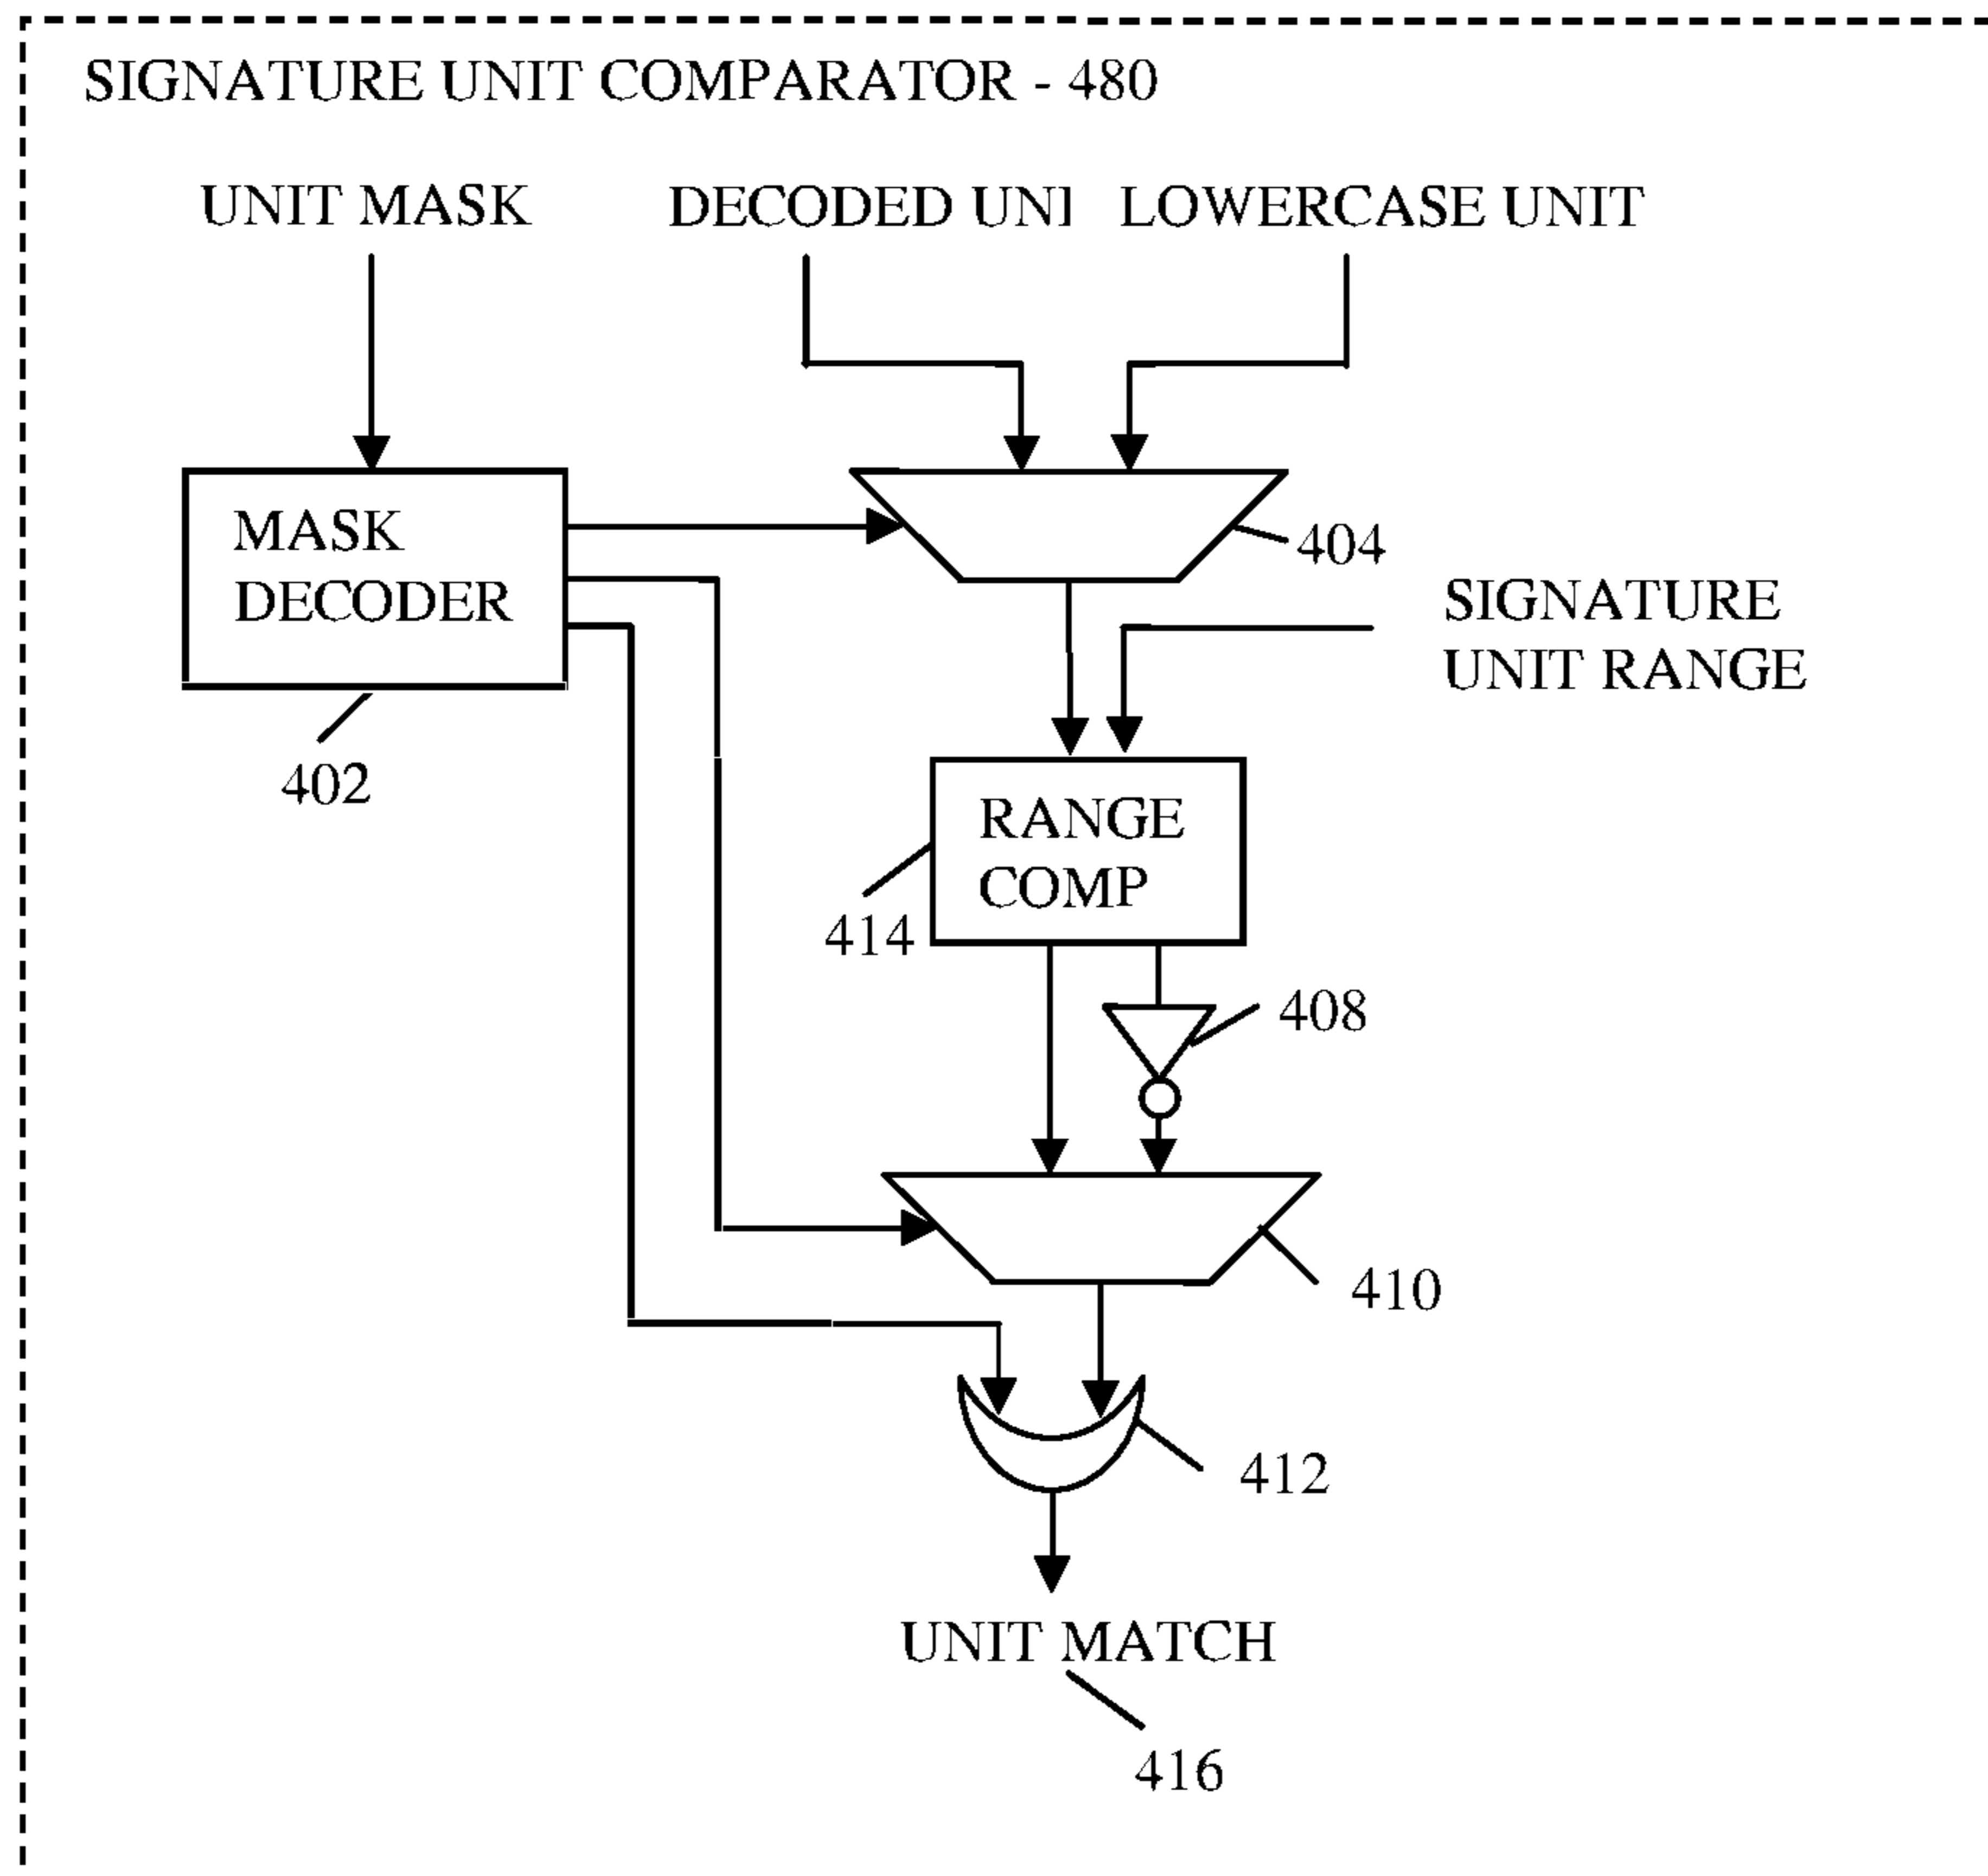 SIGNATURE UNIT COMPARATOR - 480
UNIT MASK
DECODED UNI
LOWERCASE UNIT
MASK
DECODER
404
SIGNATURE
UNIT RANGE
402
RANGE
COMP
414
408
410
412
UNIT MATCH
416